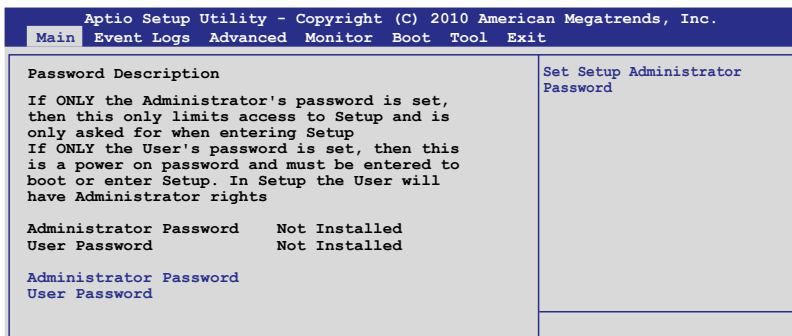 Aptio Setup Utility - Copyright (C) 2010 American Megatrends, Inc.
Main Event Logs Advanced Monitor Boot Tool Exit
Password Description
If ONLY the Administrator's password is set,
then this only limits access to Setup and is
only asked for when entering Setup
If ONLY the User's password is set, then this
is a power on password and must be entered to
boot or enter Setup. In Setup the User will
have Administrator rights
Administrator Password Not Installed
User Password Not Installed
Administrator Password
User Password
Set Setup Administrator
Password